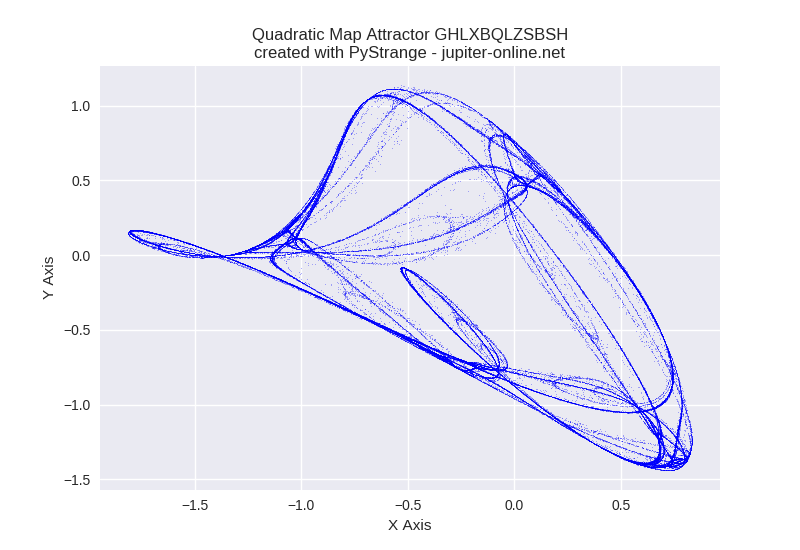 Quadratic Map Attractor GHLXBQLZSBSH
created with PyStrange - jupiter-online.net
1.0
0.5
0.0
−0.5
−1.0
−1.5
Y Axis
−1.5 −1.0 −0.5 0.0 0.5
X Axis